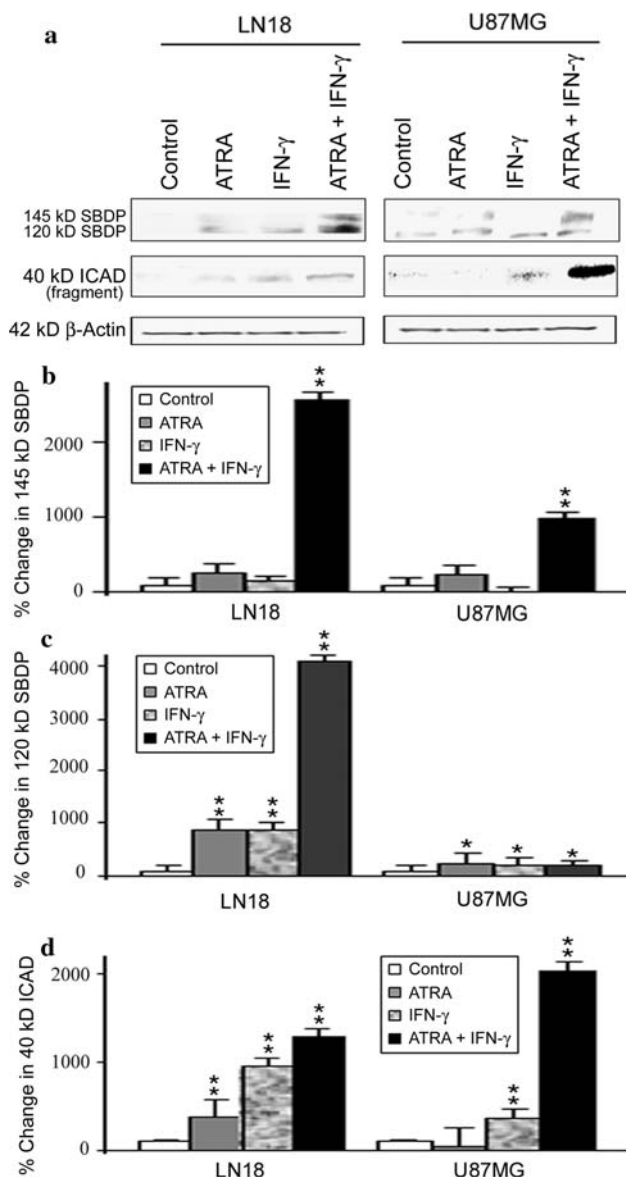 a
LN18
U87MG
Control
ATRA
IFN-γ
ATRA + IFN-γ
Control
ATRA
IFN-γ
ATRA + IFN-γ
145 kD SBDP
120 kD SBDP
40 kD ICAD
(fragment)
42 kD β-Actin
b
% Change in 145 kD SBDP
2000
1000
0
Control
ATRA
IFN-γ
ATRA + IFN-γ
**
**
LN18
U87MG
c
% Change in 120 kD SBDP
4000
3000
2000
1000
0
Control
ATRA
IFN-γ
ATRA + IFN-γ
**
**
**
*
*
*
LN18
U87MG
d
% Change in 40 kD ICAD
2000
1000
0
Control
ATRA
IFN-γ
ATRA + IFN-γ
**
**
**
**
**
LN18
U87MG